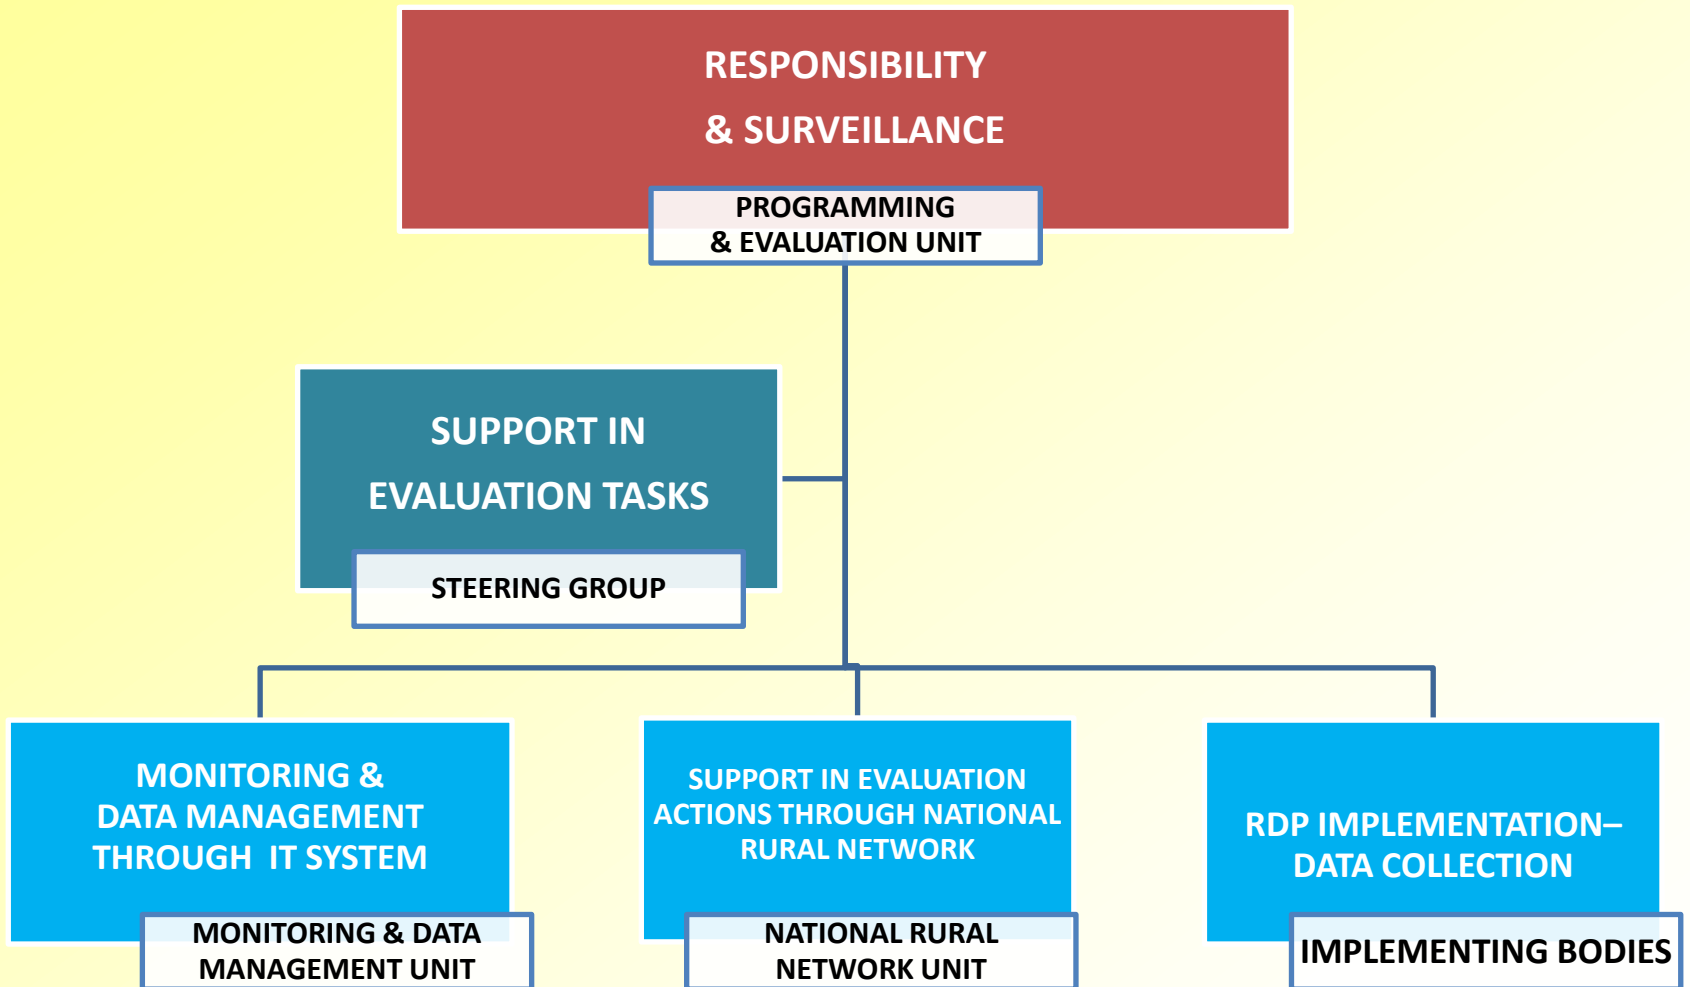 RESPONSIBILITY
& SURVEILLANCE
PROGRAMMING
& EVALUATION UNIT
SUPPORT IN
EVALUATION TASKS
STEERING GROUP
MONITORING &
DATA MANAGEMENT
THROUGH IT SYSTEM
MONITORING & DATA
MANAGEMENT UNIT
SUPPORT IN EVALUATION
ACTIONS THROUGH NATIONAL
RURAL NETWORK
NATIONAL RURAL
NETWORK UNIT
RDP IMPLEMENTATION–
DATA COLLECTION
IMPLEMENTING BODIES